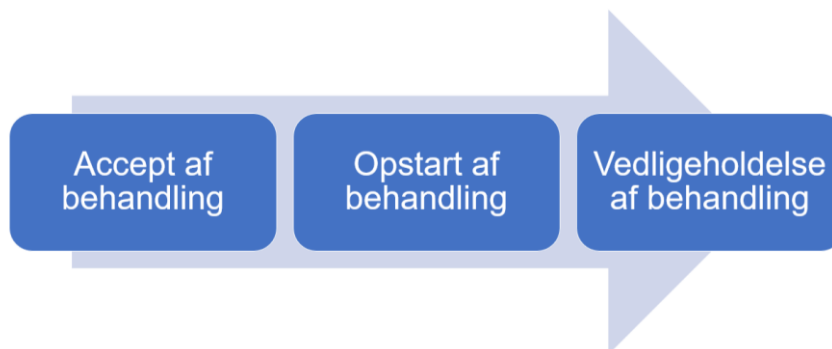 Accept af
behandling
Opstart af
behandling
Vedligeholdelse
af behandling